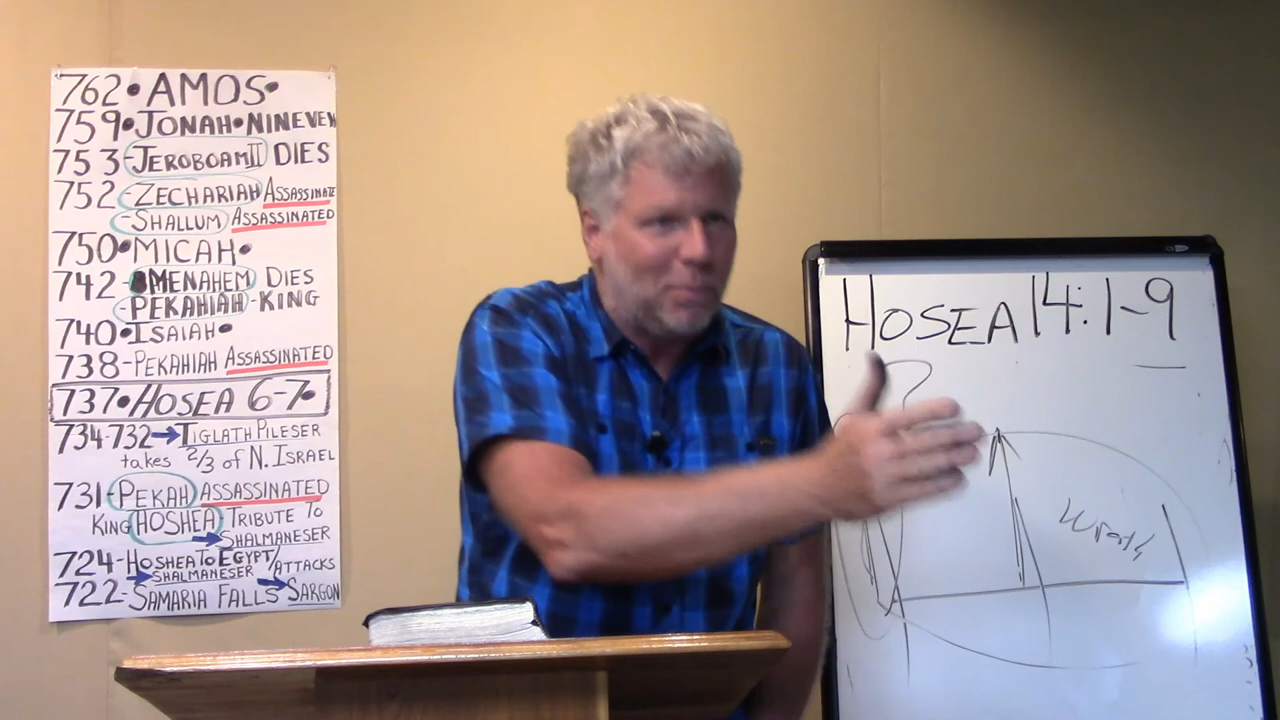 762•AMOS•
759•JONAH•NINEVEH
753-JEROBOAM II DIES
752-ZECHARIAH ASSASSINATE
-SHALLUM ASSASSINATED
750•MICAH•
742-MENAHEM DIES
-PEKAHIAH-KING
740•ISAIAH•
738-PEKAHIAH ASSASSINATED
737•HOSEA 6-7•
734-732→TIGLATH PILESER
takes 2/3 of N. ISRAEL
731-PEKAH ASSASSINATED
KING HOSHEA TRIBUTE TO
→SHALMANESER
724-HOSHEA TO EGYPT/
→SHALMANESER ATTACKS
722-SAMARIA FALLS→SARGON
HOSEA 14:1-9
Wrath